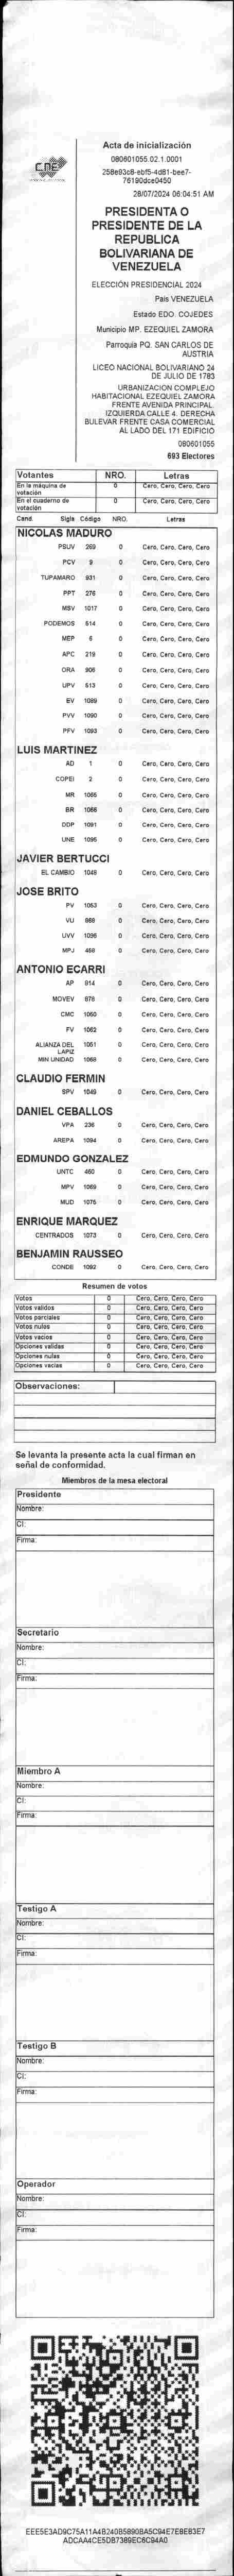 CNE
Acta de inicialización
080601055.02.1.0001
258e93c8-ebf5-4d81-bee7-
76190dce0450
28/07/2024 06:04:51 AM
PRESIDENTA O
PRESIDENTE DE LA
REPUBLICA
BOLIVARIANA DE
VENEZUELA
ELECCIÓN PRESIDENCIAL 2024
País VENEZUELA
Estado EDO. COJEDES
Municipio MP. EZEQUIEL ZAMORA
Parroquia PQ. SAN CARLOS DE
AUSTRIA
LICEO NACIONAL BOLIVARIANO 24
DE JULIO DE 1783
URBANIZACION COMPLEJO
HABITACIONAL EZEQUIEL ZAMORA
FRENTE AVENIDA PRINCIPAL.
IZQUIERDA CALLE 4. DERECHA
BULEVAR FRENTE CASA COMERCIAL
AL LADO DEL 171 EDIFICIO
080601055
693 Electores
Votantes NRO. Letras
En la máquina de votación 0 Cero, Cero, Cero, Cero
En el cuaderno de votación 0 Cero, Cero, Cero, Cero
Cand. Sigla Código NRO. Letras
NICOLAS MADURO
PSUV 269 0 Cero, Cero, Cero, Cero
PCV 9 0 Cero, Cero, Cero, Cero
TUPAMARO 931 0 Cero, Cero, Cero, Cero
PPT 276 0 Cero, Cero, Cero, Cero
MSV 1017 0 Cero, Cero, Cero, Cero
PODEMOS 514 0 Cero, Cero, Cero, Cero
MEP 6 0 Cero, Cero, Cero, Cero
APC 219 0 Cero, Cero, Cero, Cero
ORA 906 0 Cero, Cero, Cero, Cero
UPV 513 0 Cero, Cero, Cero, Cero
EV 1089 0 Cero, Cero, Cero, Cero
PVV 1090 0 Cero, Cero, Cero, Cero
PFV 1093 0 Cero, Cero, Cero, Cero
LUIS MARTINEZ
AD 1 0 Cero, Cero, Cero, Cero
COPEI 2 0 Cero, Cero, Cero, Cero
MR 1065 0 Cero, Cero, Cero, Cero
BR 1066 0 Cero, Cero, Cero, Cero
DDP 1091 0 Cero, Cero, Cero, Cero
UNE 1095 0 Cero, Cero, Cero, Cero
JAVIER BERTUCCI
EL CAMBIO 1048 0 Cero, Cero, Cero, Cero
JOSE BRITO
PV 1053 0 Cero, Cero, Cero, Cero
VU 868 0 Cero, Cero, Cero, Cero
UVV 1096 0 Cero, Cero, Cero, Cero
MPJ 458 0 Cero, Cero, Cero, Cero
ANTONIO ECARRI
AP 914 0 Cero, Cero, Cero, Cero
MOVEV 878 0 Cero, Cero, Cero, Cero
CMC 1050 0 Cero, Cero, Cero, Cero
FV 1062 0 Cero, Cero, Cero, Cero
ALIANZA DEL LAPIZ 1051 0 Cero, Cero, Cero, Cero
MIN UNIDAD 1068 0 Cero, Cero, Cero, Cero
CLAUDIO FERMIN
SPV 1049 0 Cero, Cero, Cero, Cero
DANIEL CEBALLOS
VPA 236 0 Cero, Cero, Cero, Cero
AREPA 1094 0 Cero, Cero, Cero, Cero
EDMUNDO GONZALEZ
UNTC 460 0 Cero, Cero, Cero, Cero
MPV 1069 0 Cero, Cero, Cero, Cero
MUD 1075 0 Cero, Cero, Cero, Cero
ENRIQUE MARQUEZ
CENTRADOS 1073 0 Cero, Cero, Cero, Cero
BENJAMIN RAUSSEO
CONDE 1092 0 Cero, Cero, Cero, Cero
Resumen de votos
Votos 0 Cero, Cero, Cero, Cero
Votos validos 0 Cero, Cero, Cero, Cero
Votos parciales 0 Cero, Cero, Cero, Cero
Votos nulos 0 Cero, Cero, Cero, Cero
Votos vacíos 0 Cero, Cero, Cero, Cero
Opciones validas 0 Cero, Cero, Cero, Cero
Opciones nulas 0 Cero, Cero, Cero, Cero
Opciones vacias 0 Cero, Cero, Cero, Cero
Observaciones:
Se levanta la presente acta la cual firman en
señal de conformidad.
Miembros de la mesa electoral
Presidente
Nombre:
CI:
Firma:
Secretario
Nombre:
CI:
Firma:
Miembro A
Nombre:
CI:
Firma:
Testigo A
Nombre:
CI:
Firma:
Testigo B
Nombre:
CI:
Firma:
Operador
Nombre:
CI:
Firma:
EEE5E3AD9C75A11A4B240B5890BA5C94E7E8E83E7
ADCAA4CE5DB7389EC6C94A0